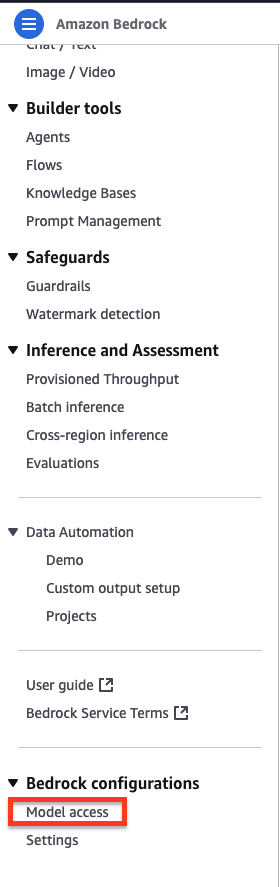 Amazon Bedrock
Chat / Text
Image / Video
Builder tools
Agents
Flows
Knowledge Bases
Prompt Management
Safeguards
Guardrails
Watermark detection
Inference and Assessment
Provisioned Throughput
Batch inference
Cross-region inference
Evaluations
Data Automation
Demo
Custom output setup
Projects
User guide
Bedrock Service Terms
Bedrock configurations
Model access
Settings